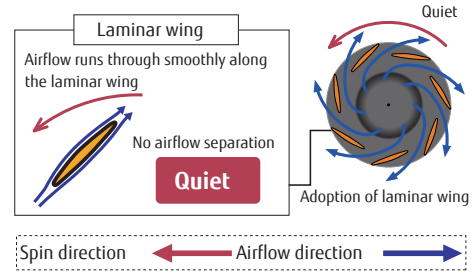 Laminar wing
Airflow runs through smoothly along
the laminar wing
No airflow separation
Quiet
Quiet
Adoption of laminar wing
Spin direction
Airflow direction